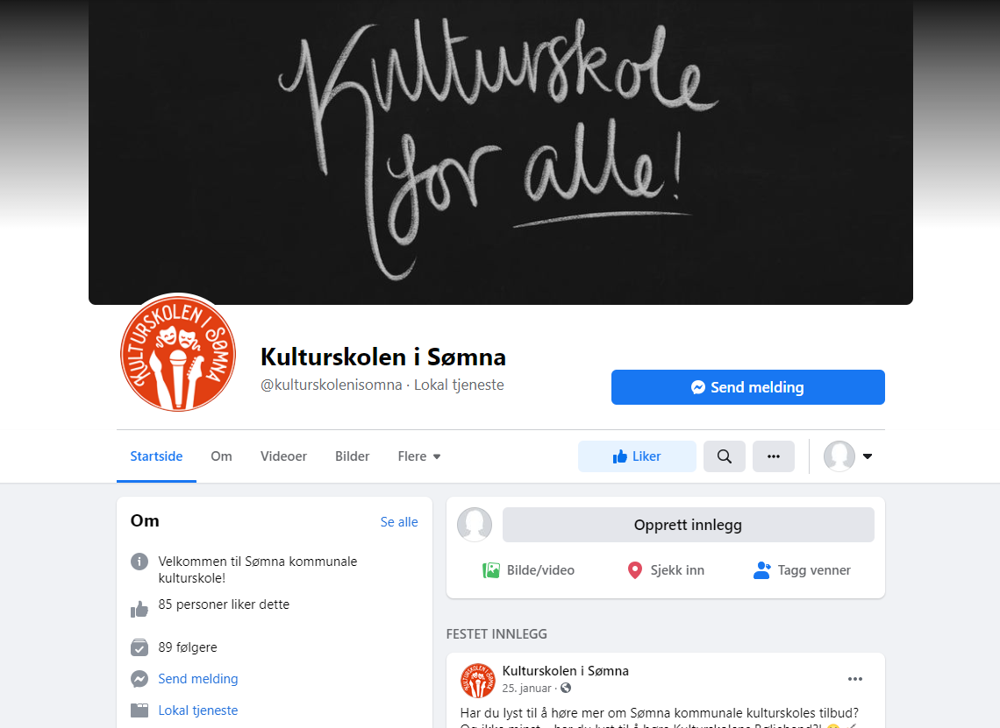 Kulturskole
for alle!
KULTURSKOLEN I SØMNA
Kulturskolen i Sømna
@kulturskolenisomna · Lokal tjeneste
Send melding
Startside
Om
Videoer
Bilder
Flere
Liker
Om
Se alle
Velkommen til Sømna kommunale
kulturskole!
85 personer liker dette
89 følgere
Send melding
Lokal tjeneste
Opprett innlegg
Bilde/video
Sjekk inn
Tagg venner
FESTET INNLEGG
KULTURSKOLEN I SØMNA
Kulturskolen i Sømna
25. januar ·
Har du lyst til å høre mer om Sømna kommunale kulturskoles tilbud?
Og ikke minst - har du lyst til å høre Kulturskolens